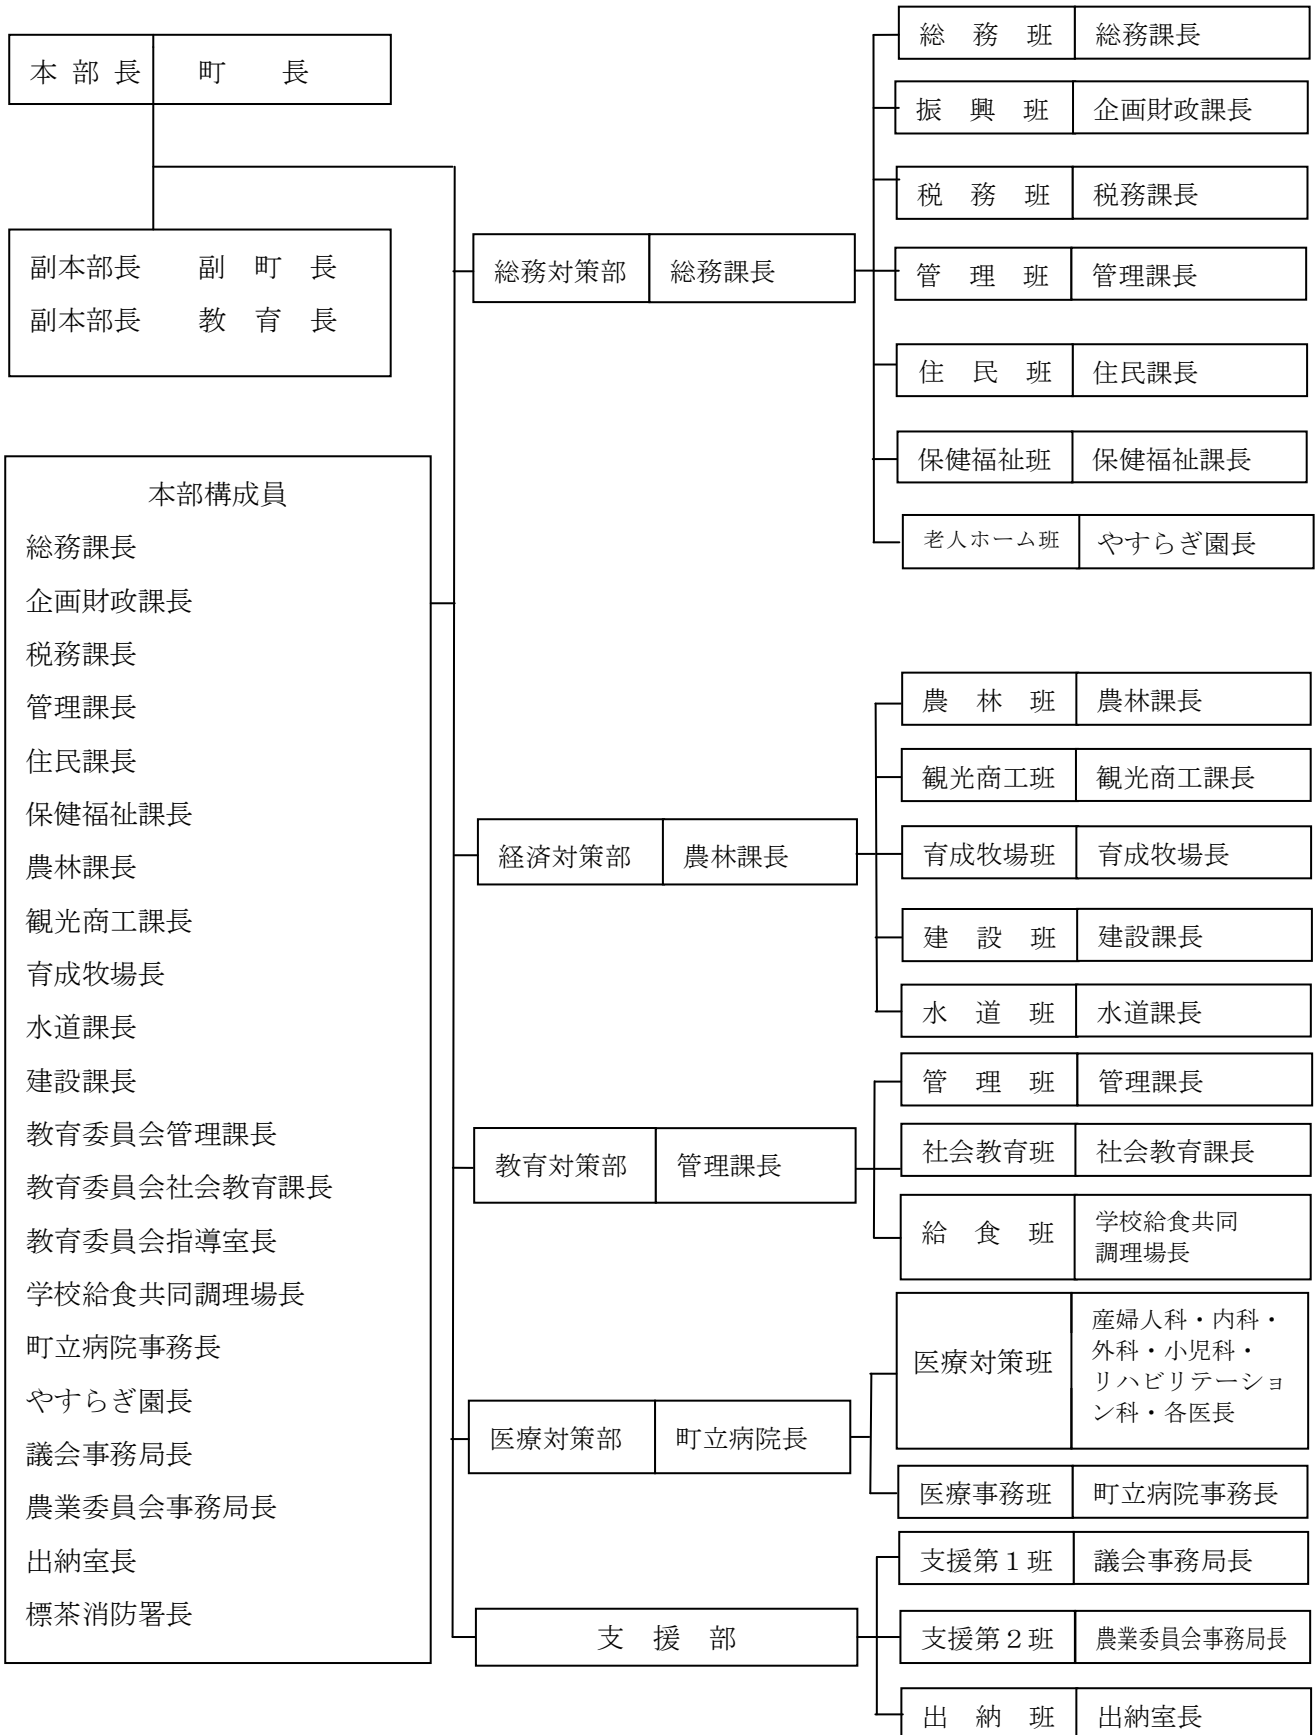 本部長 町長
副本部長 副町長
副本部長 教育長
本部構成員
総務課長
企画財政課長
税務課長
管理課長
住民課長
保健福祉課長
農林課長
観光商工課長
育成牧場長
水道課長
建設課長
教育委員会管理課長
教育委員会社会教育課長
教育委員会指導室長
学校給食共同調理場長
町立病院事務長
やすらぎ園長
議会事務局長
農業委員会事務局長
出納室長
標茶消防署長
総務対策部 総務課長
総務班 総務課長
振興班 企画財政課長
税務班 税務課長
管理班 管理課長
住民班 住民課長
保健福祉班 保健福祉課長
老人ホーム班 やすらぎ園長
経済対策部 農林課長
農林班 農林課長
観光商工班 観光商工課長
育成牧場班 育成牧場長
建設班 建設課長
水道班 水道課長
教育対策部 管理課長
管理班 管理課長
社会教育班 社会教育課長
給食班 学校給食共同
調理場長
医療対策部 町立病院長
医療対策班 産婦人科・内科・
外科・小児科・
リハビリテーショ
ン科・各医長
医療事務班 町立病院事務長
支援部
支援第１班 議会事務局長
支援第２班 農業委員会事務局長
出納班 出納室長